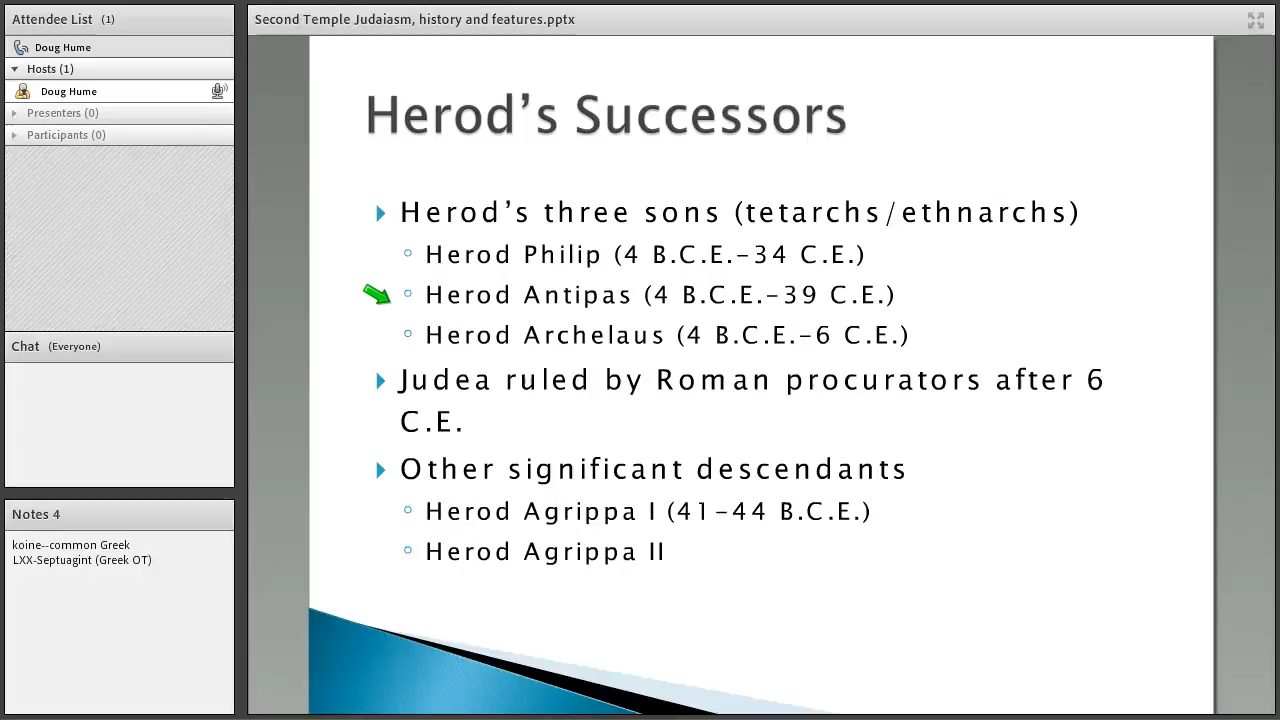 Attendee List (1)
Doug Hume
Hosts (1)
Doug Hume
Presenters (0)
Participants (0)
Chat (Everyone)
Notes 4
koine--common Greek
LXX-Septuagint (Greek OT)
Second Temple Judaiasm, history and features.pptx
Herod's Successors
Herod's three sons (tetarchs/ethnarchs)
Herod Philip (4 B.C.E.-34 C.E.)
Herod Antipas (4 B.C.E.-39 C.E.)
Herod Archelaus (4 B.C.E.-6 C.E.)
Judea ruled by Roman procurators after 6
C.E.
Other significant descendants
Herod Agrippa I (41-44 B.C.E.)
Herod Agrippa II